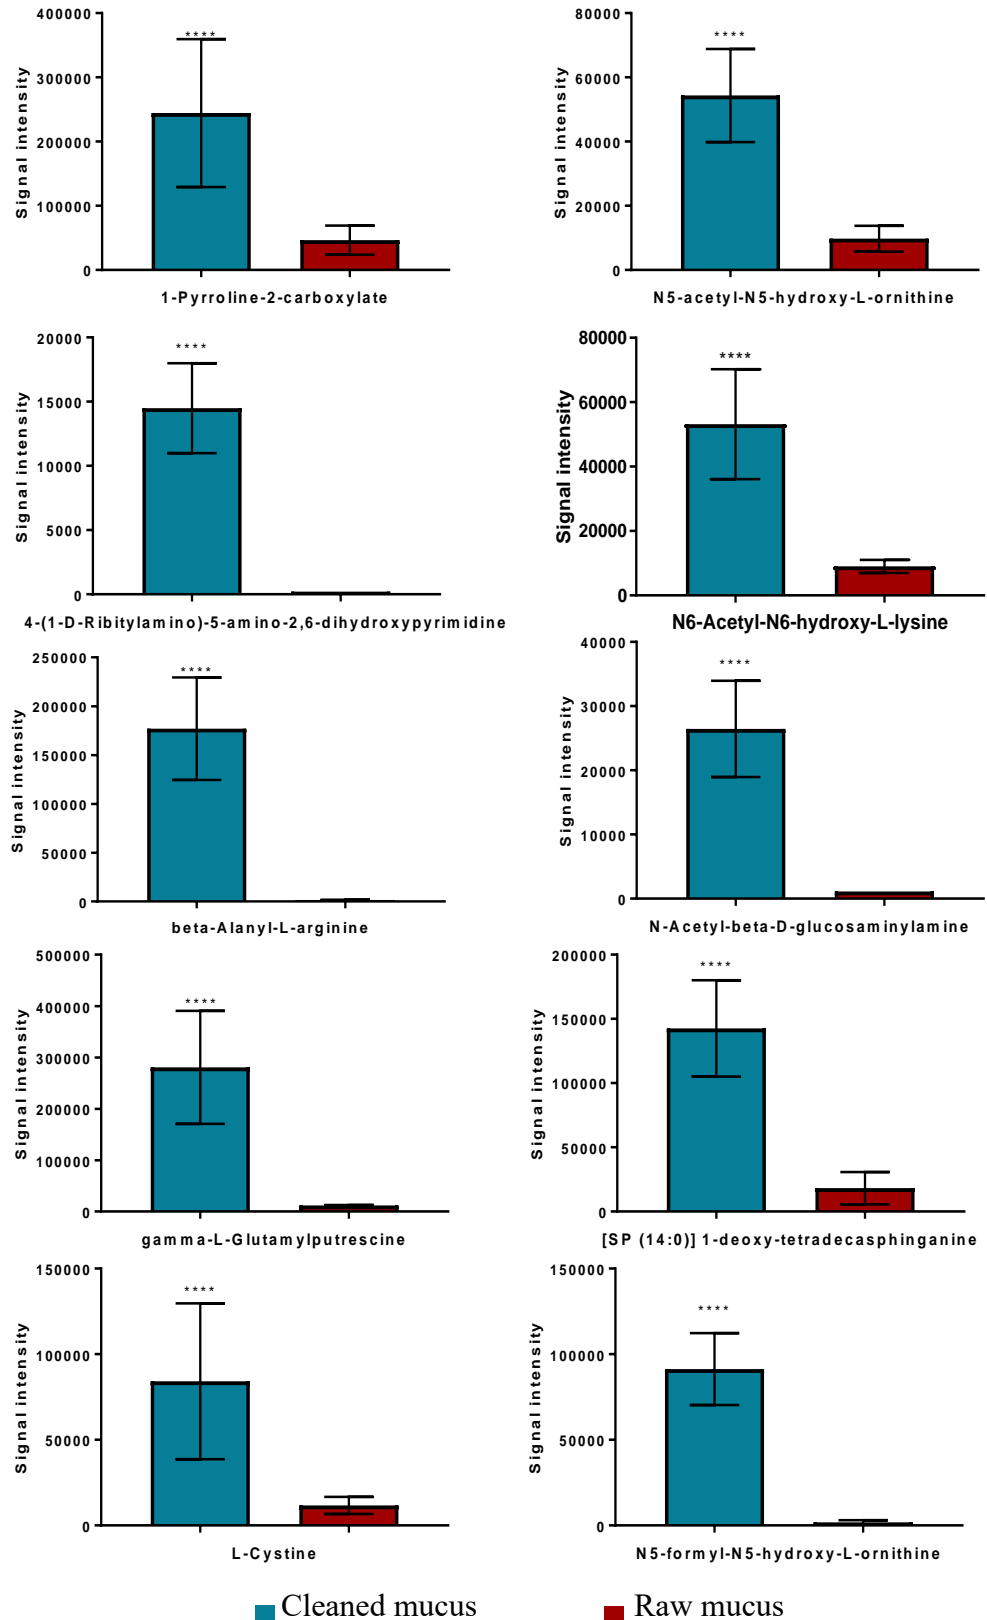 400000
300000
200000
100000
0
Signal intensity
****
1-Pyrroline-2-carboxylate
80000
60000
40000
20000
0
Signal intensity
****
N5-acetyl-N5-hydroxy-L-ornithine
20000
15000
10000
5000
0
Signal intensity
****
4-(1-D-Ribitylamino)-5-amino-2,6-dihydroxypyrimidine
80000
60000
40000
20000
0
Signal intensity
****
N6-Acetyl-N6-hydroxy-L-lysine
250000
200000
150000
100000
50000
0
Signal intensity
****
beta-Alanyl-L-arginine
40000
30000
20000
10000
0
Signal intensity
****
N-Acetyl-beta-D-glucosaminylamine
500000
400000
300000
200000
100000
0
Signal intensity
****
gamma-L-Glutamylputrescine
200000
150000
100000
50000
0
Signal intensity
****
[SP (14:0)] 1-deoxy-tetradecasphinganine
150000
100000
50000
0
Signal intensity
****
L-Cystine
150000
100000
50000
0
Signal intensity
****
N5-formyl-N5-hydroxy-L-ornithine
Cleaned mucus
Raw mucus